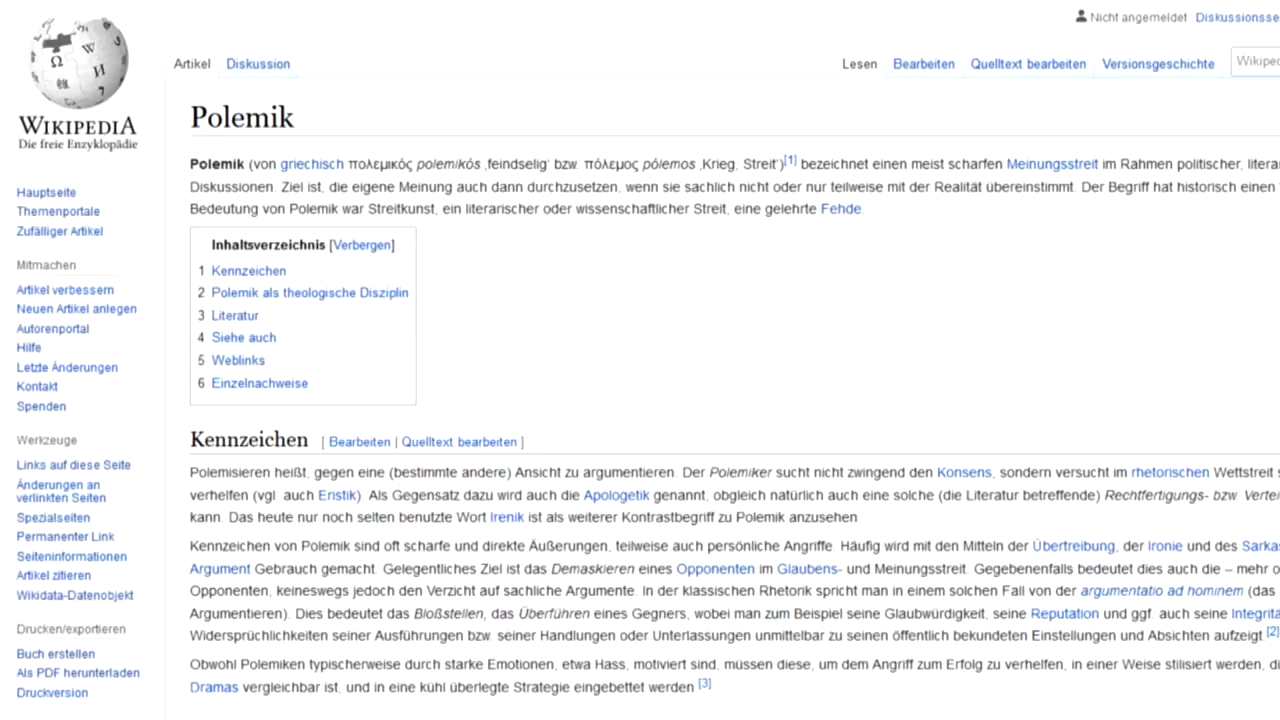 Nicht angemeldet Diskussionsse
Artikel Diskussion Lesen Bearbeiten Quelltext bearbeiten Versionsgeschichte Wikiped
WIKIPEDIA
Die freie Enzyklopädie
Hauptseite
Themenportale
Zufälliger Artikel
Mitmachen
Artikel verbessern
Neuen Artikel anlegen
Autorenportal
Hilfe
Letzte Änderungen
Kontakt
Spenden
Werkzeuge
Links auf diese Seite
Änderungen an
verlinkten Seiten
Spezialseiten
Permanenter Link
Seiteninformationen
Artikel zitieren
Wikidata-Datenobjekt
Drucken/exportieren
Buch erstellen
Als PDF herunterladen
Druckversion
Polemik
Polemik (von griechisch πολεμικός polemikós ‚feindselig' bzw. πόλεμος pólemos ‚Krieg, Streit')[1] bezeichnet einen meist scharfen Meinungsstreit im Rahmen politischer, litera
Diskussionen. Ziel ist, die eigene Meinung auch dann durchzusetzen, wenn sie sachlich nicht oder nur teilweise mit der Realität übereinstimmt. Der Begriff hat historisch einen
Bedeutung von Polemik war Streitkunst, ein literarischer oder wissenschaftlicher Streit, eine gelehrte Fehde.
Inhaltsverzeichnis [Verbergen]
1 Kennzeichen
2 Polemik als theologische Disziplin
3 Literatur
4 Siehe auch
5 Weblinks
6 Einzelnachweise
Kennzeichen [ Bearbeiten | Quelltext bearbeiten ]
Polemisieren heißt, gegen eine (bestimmte andere) Ansicht zu argumentieren. Der Polemiker sucht nicht zwingend den Konsens, sondern versucht im rhetorischen Wettstreit s
verhelfen (vgl. auch Eristik). Als Gegensatz dazu wird auch die Apologetik genannt, obgleich natürlich auch eine solche (die Literatur betreffende) Rechtfertigungs- bzw. Vertei
kann. Das heute nur noch selten benutzte Wort Irenik ist als weiterer Kontrastbegriff zu Polemik anzusehen.
Kennzeichen von Polemik sind oft scharfe und direkte Äußerungen, teilweise auch persönliche Angriffe. Häufig wird mit den Mitteln der Übertreibung, der Ironie und des Sarkas
Argument Gebrauch gemacht. Gelegentliches Ziel ist das Demaskieren eines Opponenten im Glaubens- und Meinungsstreit. Gegebenenfalls bedeutet dies auch die – mehr o
Opponenten, keineswegs jedoch den Verzicht auf sachliche Argumente. In der klassischen Rhetorik spricht man in einem solchen Fall von der argumentatio ad hominem (das
Argumentieren). Dies bedeutet das Bloßstellen, das Überführen eines Gegners, wobei man zum Beispiel seine Glaubwürdigkeit, seine Reputation und ggf. auch seine Integritä
Widersprüchlichkeiten seiner Ausführungen bzw. seiner Handlungen oder Unterlassungen unmittelbar zu seinen öffentlich bekundeten Einstellungen und Absichten aufzeigt.[2]
Obwohl Polemiken typischerweise durch starke Emotionen, etwa Hass, motiviert sind, müssen diese, um dem Angriff zum Erfolg zu verhelfen, in einer Weise stilisiert werden, di
Dramas vergleichbar ist, und in eine kühl überlegte Strategie eingebettet werden.[3]